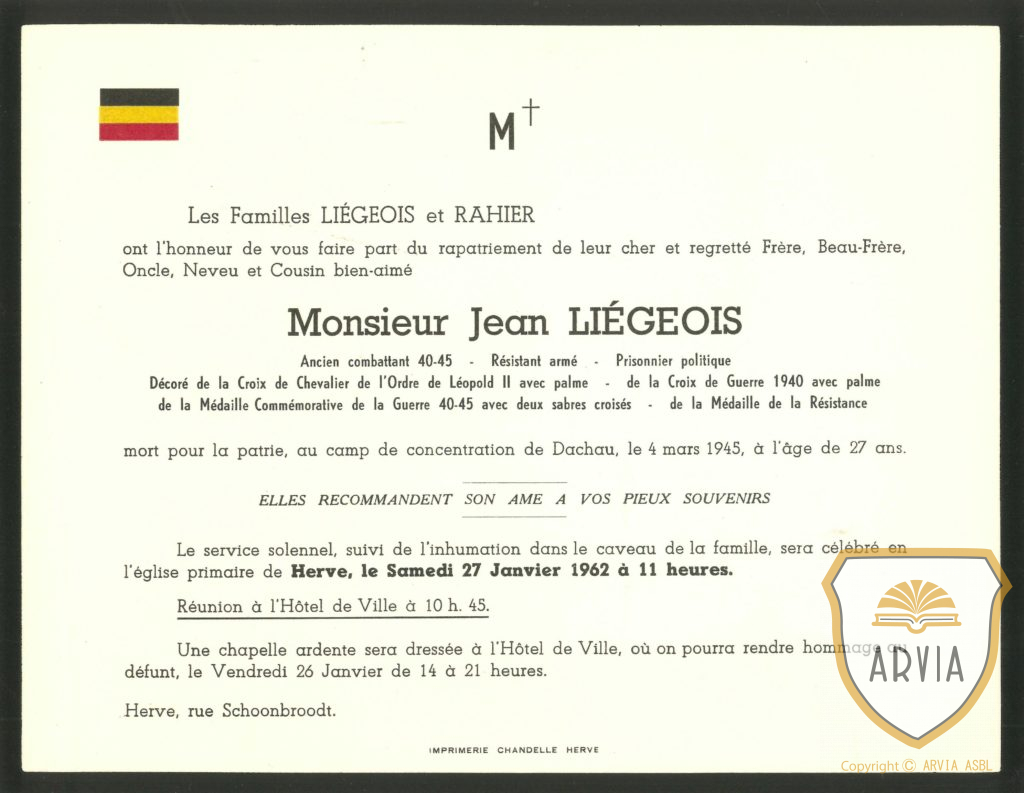 M†
Les Familles LIÉGEOIS et RAHIER
ont l'honneur de vous faire part du rapatriement de leur cher et regretté Frère, Beau-Frère,
Oncle, Neveu et Cousin bien-aimé
Monsieur Jean LIÉGEOIS
Ancien combattant 40-45 - Résistant armé - Prisonnier politique
Décoré de la Croix de Chevalier de l'Ordre de Léopold II avec palme - de la Croix de Guerre 1940 avec palme
de la Médaille Commémorative de la Guerre 40-45 avec deux sabres croisés - de la Médaille de la Résistance
mort pour la patrie, au camp de concentration de Dachau, le 4 mars 1945, à l'âge de 27 ans.
ELLES RECOMMANDENT SON AME A VOS PIEUX SOUVENIRS
Le service solennel, suivi de l'inhumation dans le caveau de la famille, sera célébré en
l'église primaire de Herve, le Samedi 27 Janvier 1962 à 11 heures.
Réunion à l'Hôtel de Ville à 10 h. 45.
Une chapelle ardente sera dressée à l'Hôtel de Ville, où on pourra rendre hommage au
défunt, le Vendredi 26 Janvier de 14 à 21 heures.
Herve, rue Schoonbroodt.
IMPRIMERIE CHANDELLE HERVE
ARVIA
Copyright © ARVIA ASBL